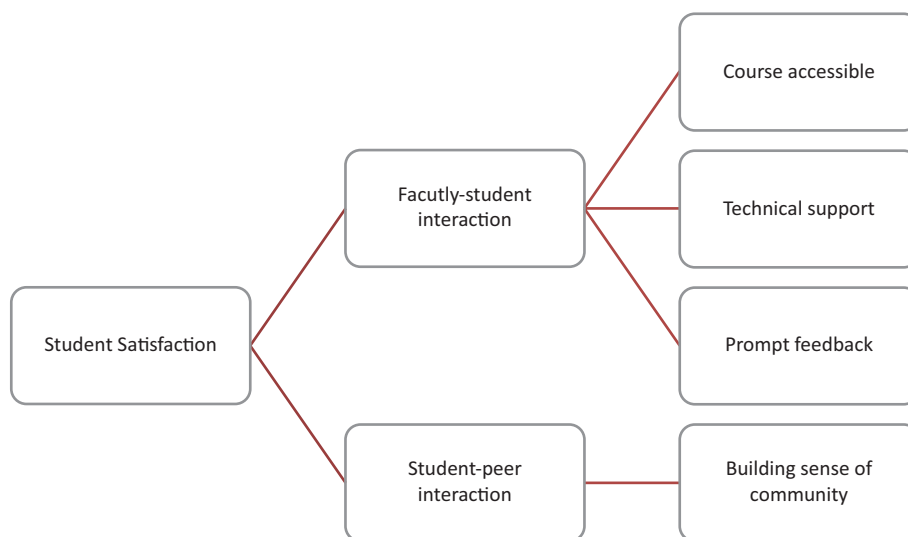 Course accessible
Facutly-student
interaction
Technical support
Student Satisfaction
Prompt feedback
Student-peer
interaction
Building sense of
community